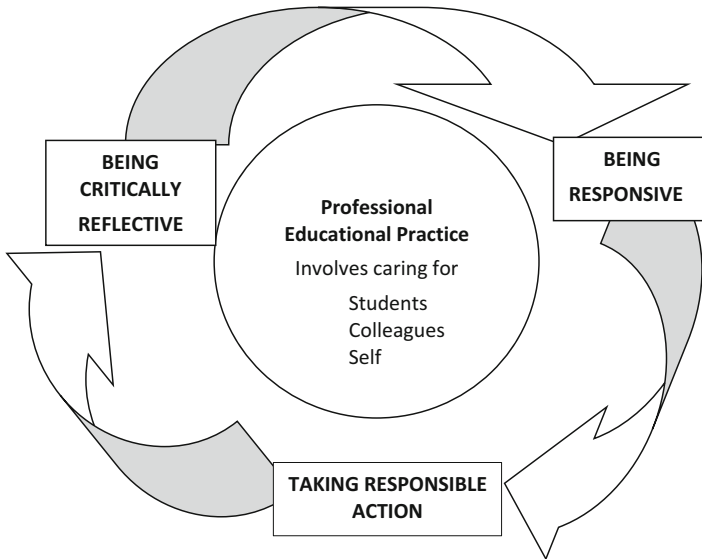 BEING
CRITICALLY
REFLECTIVE
BEING
RESPONSIVE
Professional
Educational Practice
Involves caring for
Students
Colleagues
Self
TAKING RESPONSIBLE
ACTION